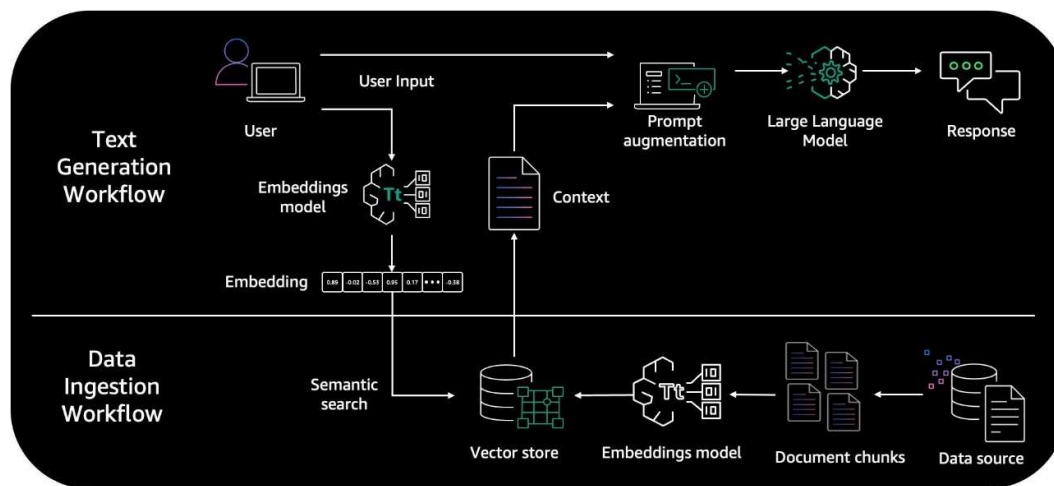 User Input
User
Text
Generation
Workflow
Prompt
augmentation
Large Language
Model
Response
Embeddings
model
Tt
Context
Embedding
0.89 -0.02 -0.53 0.95 0.17 ••• -0.38
Data
Ingestion
Workflow
Semantic
search
Tt
Vector store
Embeddings model
Document chunks
Data source